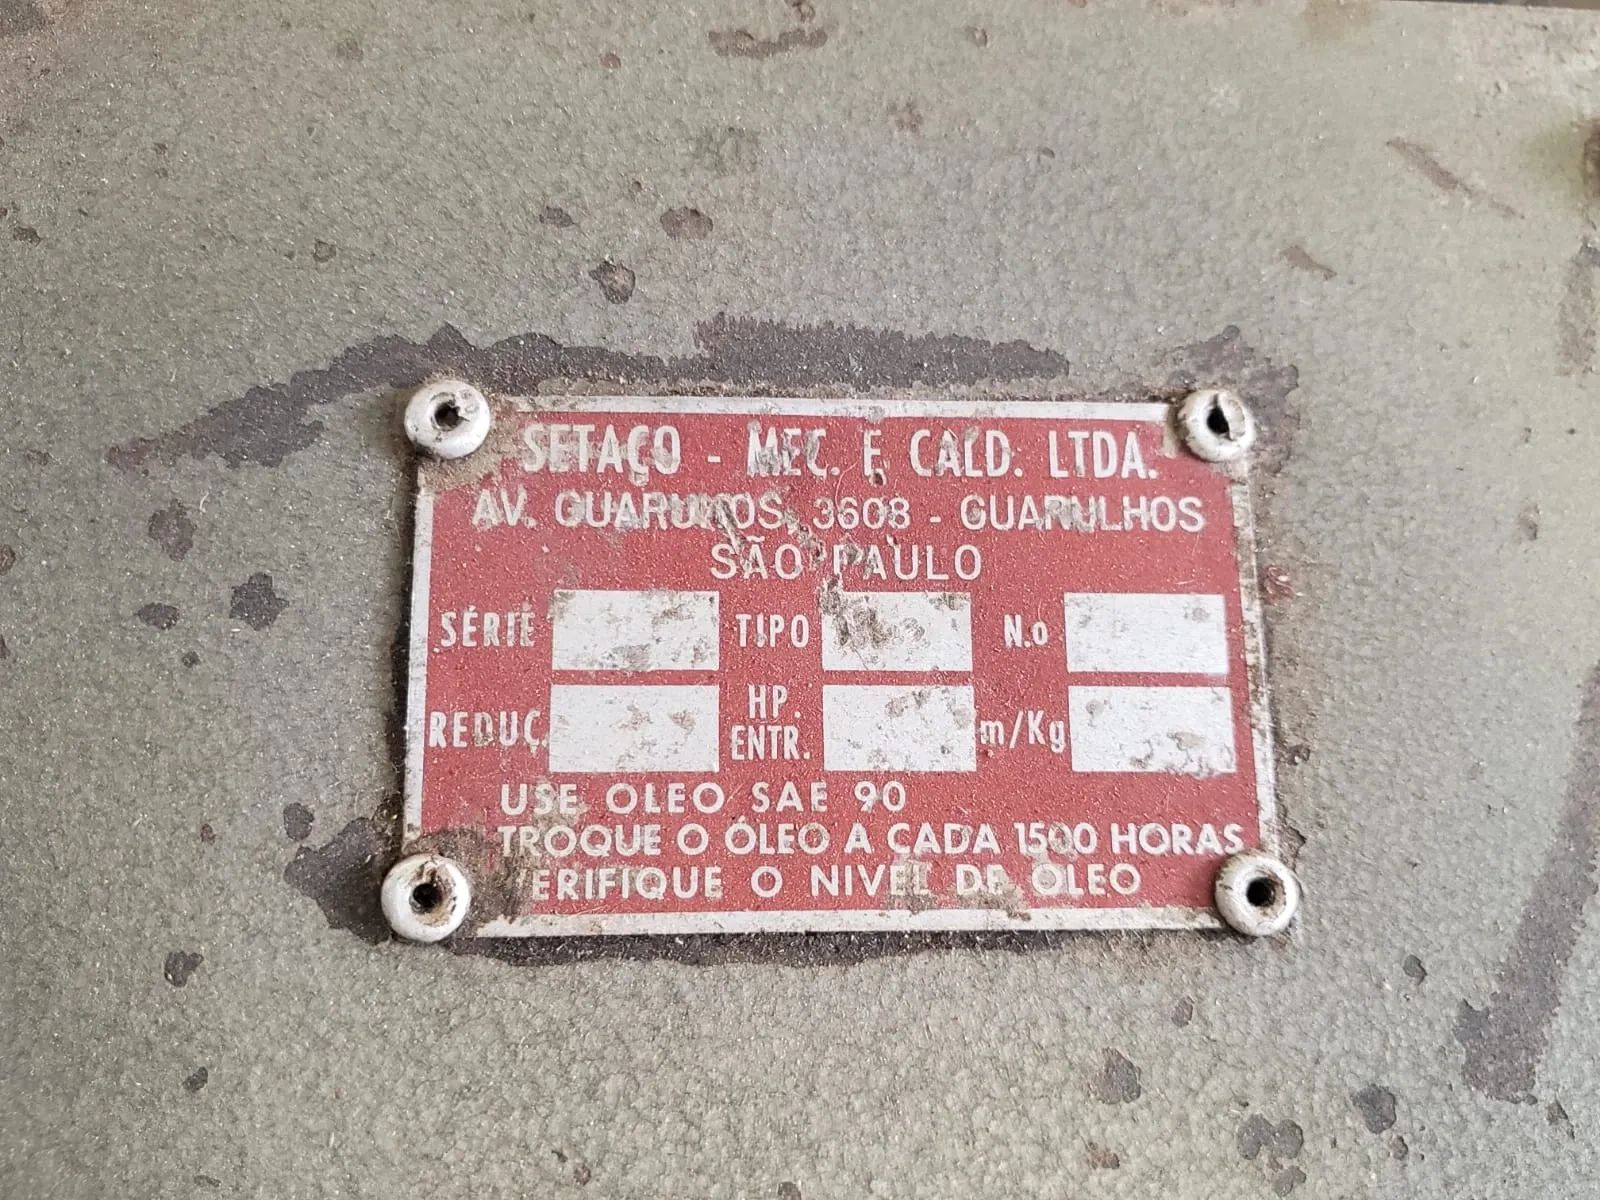 SETAÇO - MEC. E CALD. LTDA.
AV. GUARULHOS, 3608 - GUARULHOS
SÃO PAULO
SÉRIE TIPO N.o
REDUÇ. HP. ENTR. m/Kg
USE OLEO SAE 90
TROQUE O ÓLEO A CADA 1500 HORAS
VERIFIQUE O NIVEL DE OLEO